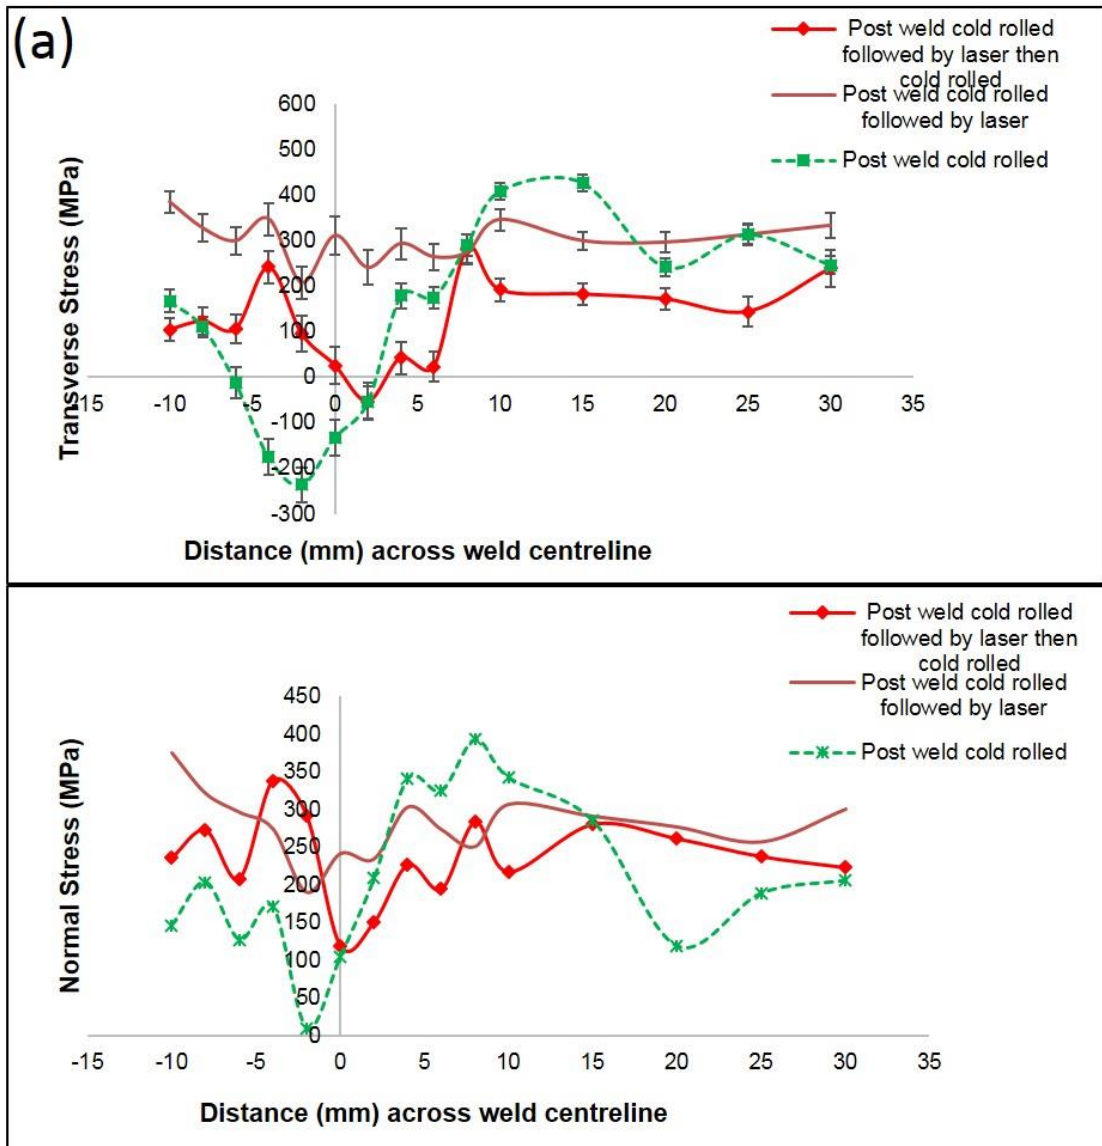 (a)
Post weld cold rolled
followed by laser then
cold rolled
Post weld cold rolled
followed by laser
Post weld cold rolled
Transverse Stress (MPa)
600
500
400
300
200
100
0
-100
-200
-300
-15 -10 -5 0 5 10 15 20 25 30 35
Distance (mm) across weld centreline
Post weld cold rolled
followed by laser then
cold rolled
Post weld cold rolled
followed by laser
Post weld cold rolled
Normal Stress (MPa)
450
400
350
300
250
200
150
100
50
0
-15 -10 -5 0 5 10 15 20 25 30 35
Distance (mm) across weld centreline